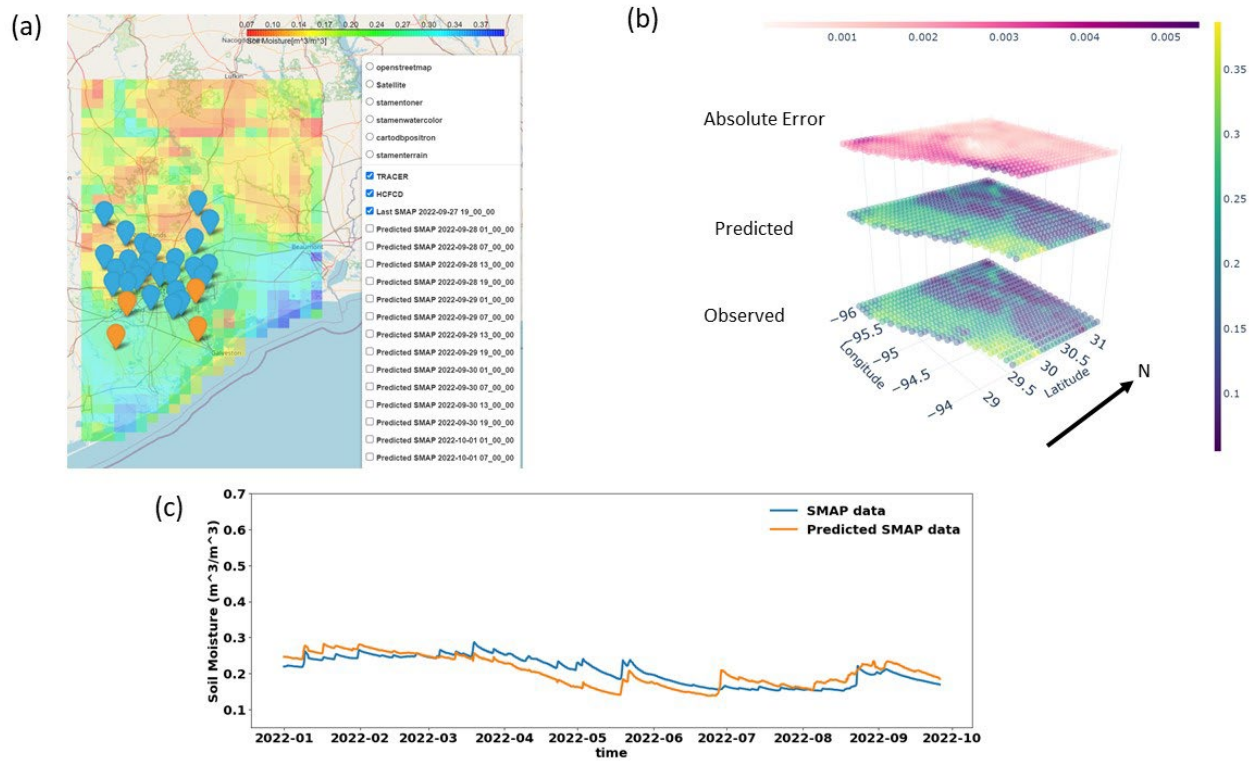 (a)
0.07 0.10 0.14 0.17 0.20 0.24 0.27 0.31 0.34 0.37
Soil Moisture[m^3/m^3]
Lufkin
openstreetmap
Satellite
stamentoner
stamenwatercolor
cartodbpositron
stamenterrain
TRACER
HCFCD
Last SMAP 2022-09-27 19_00_00
Predicted SMAP 2022-09-28 01_00_00
Predicted SMAP 2022-09-28 07_00_00
Predicted SMAP 2022-09-28 13_00_00
Predicted SMAP 2022-09-28 19_00_00
Predicted SMAP 2022-09-29 01_00_00
Predicted SMAP 2022-09-29 07_00_00
Predicted SMAP 2022-09-29 13_00_00
Predicted SMAP 2022-09-29 19_00_00
Predicted SMAP 2022-09-30 01_00_00
Predicted SMAP 2022-09-30 07_00_00
Predicted SMAP 2022-09-30 13_00_00
Predicted SMAP 2022-09-30 19_00_00
Predicted SMAP 2022-10-01 01_00_00
Predicted SMAP 2022-10-01 07_00_00
Beaumont
Galveston
(b)
0.001 0.002 0.003 0.004 0.005
0.35
0.3
0.25
0.2
0.15
0.1
Absolute Error
Predicted
Observed
−96
−95.5
−95
−94.5
−94
Longitude
31
30.5
30
29.5
29
Latitude
N
(c)
0.7
0.6
0.5
0.4
0.3
0.2
0.1
Soil Moisture (m^3/m^3)
SMAP data
Predicted SMAP data
2022-01 2022-02 2022-03 2022-04 2022-05 2022-06 2022-07 2022-08 2022-09 2022-10
time